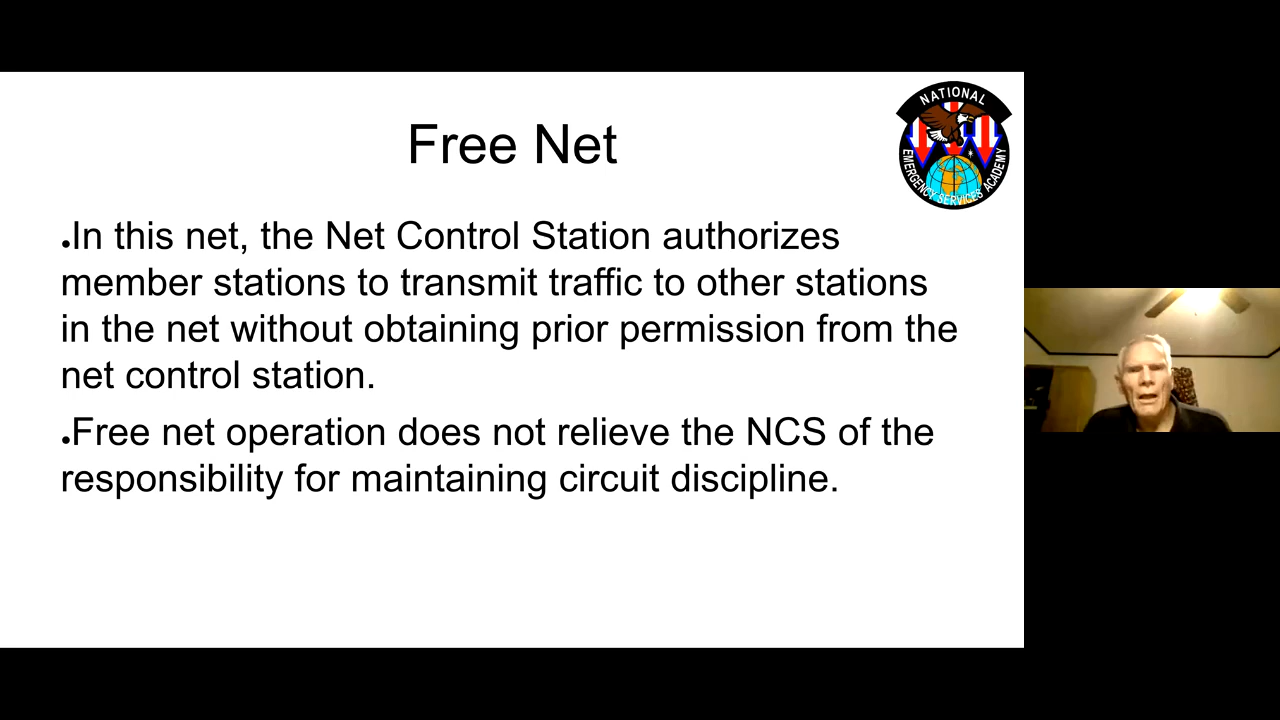 Free Net
NATIONAL
EMERGENCY SERVICES ACADEMY
•In this net, the Net Control Station authorizes
member stations to transmit traffic to other stations
in the net without obtaining prior permission from the
net control station.
•Free net operation does not relieve the NCS of the
responsibility for maintaining circuit discipline.